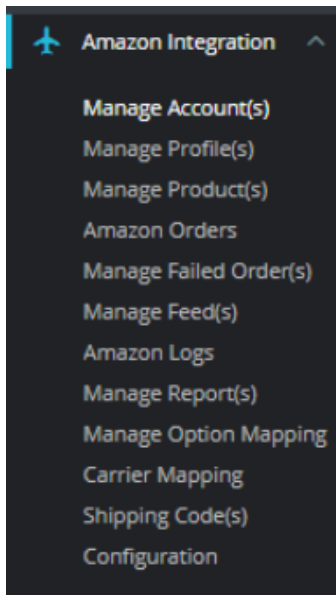 Amazon Integration
Manage Account(s)
Manage Profile(s)
Manage Product(s)
Amazon Orders
Manage Failed Order(s)
Manage Feed(s)
Amazon Logs
Manage Report(s)
Manage Option Mapping
Carrier Mapping
Shipping Code(s)
Configuration